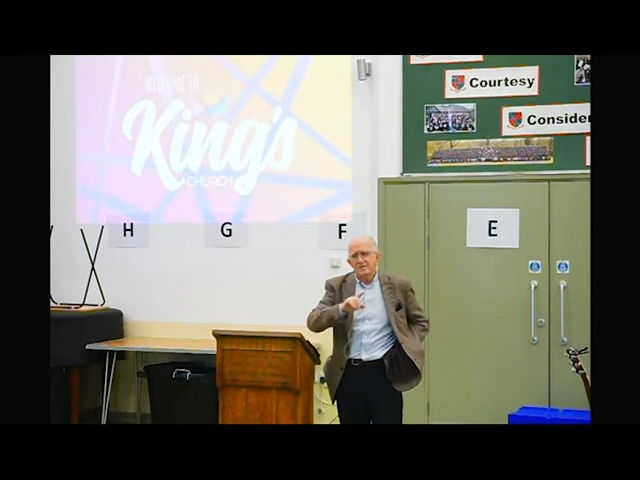 WELCOME TO
King's
CHURCH
Courtesy
Consider
H
G
F
E